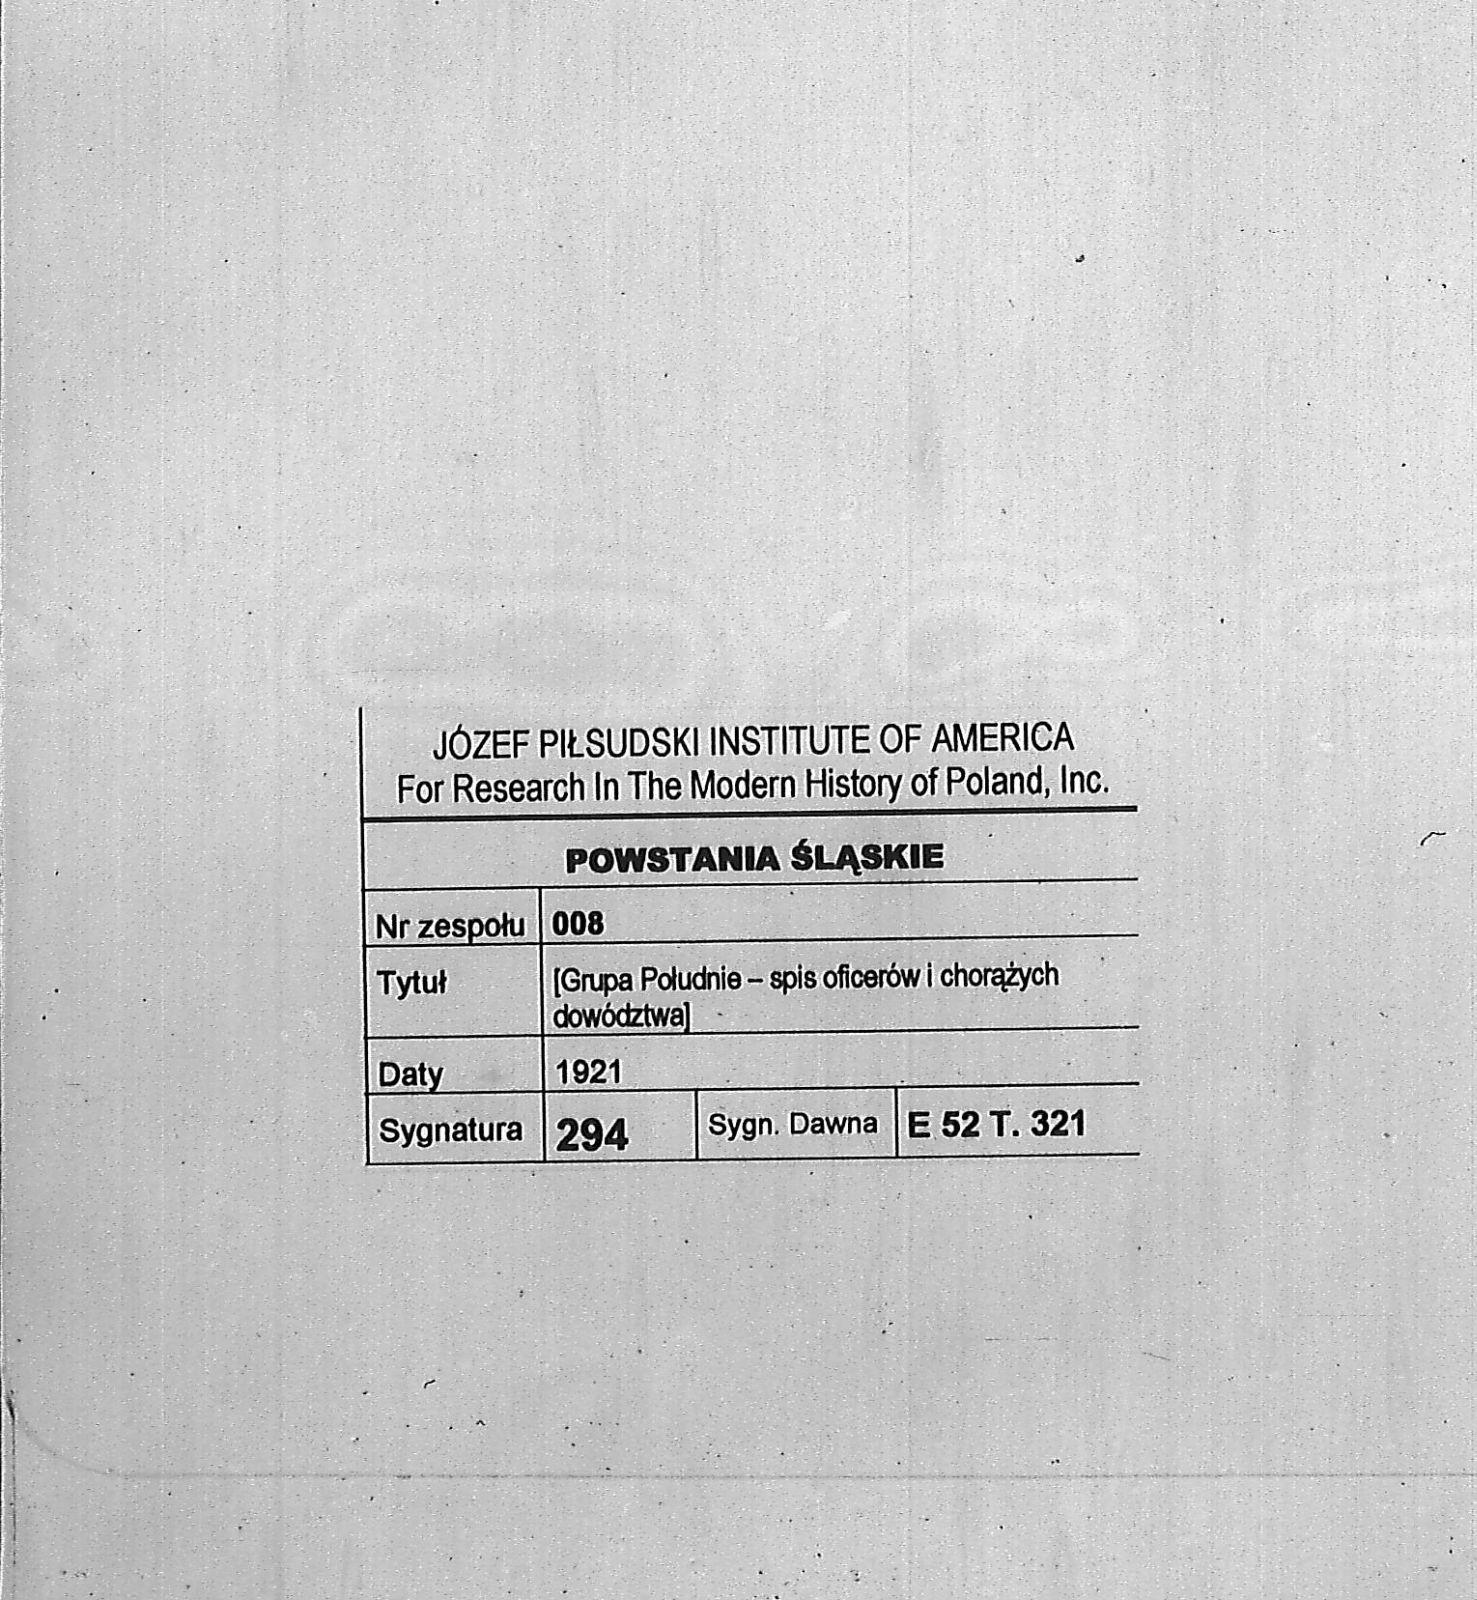 JÓZEF PIŁSUDSKI INSTITUTE OF AMERICA
For Research In The Modern History of Poland, Inc.
POWSTANIA ŚLĄSKIE
Nr zespołu 008
Tytuł [Grupa Południe – spis oficerów i chorążych
dowództwa]
Daty 1921
Sygnatura 294 Sygn. Dawna E 52 T. 321